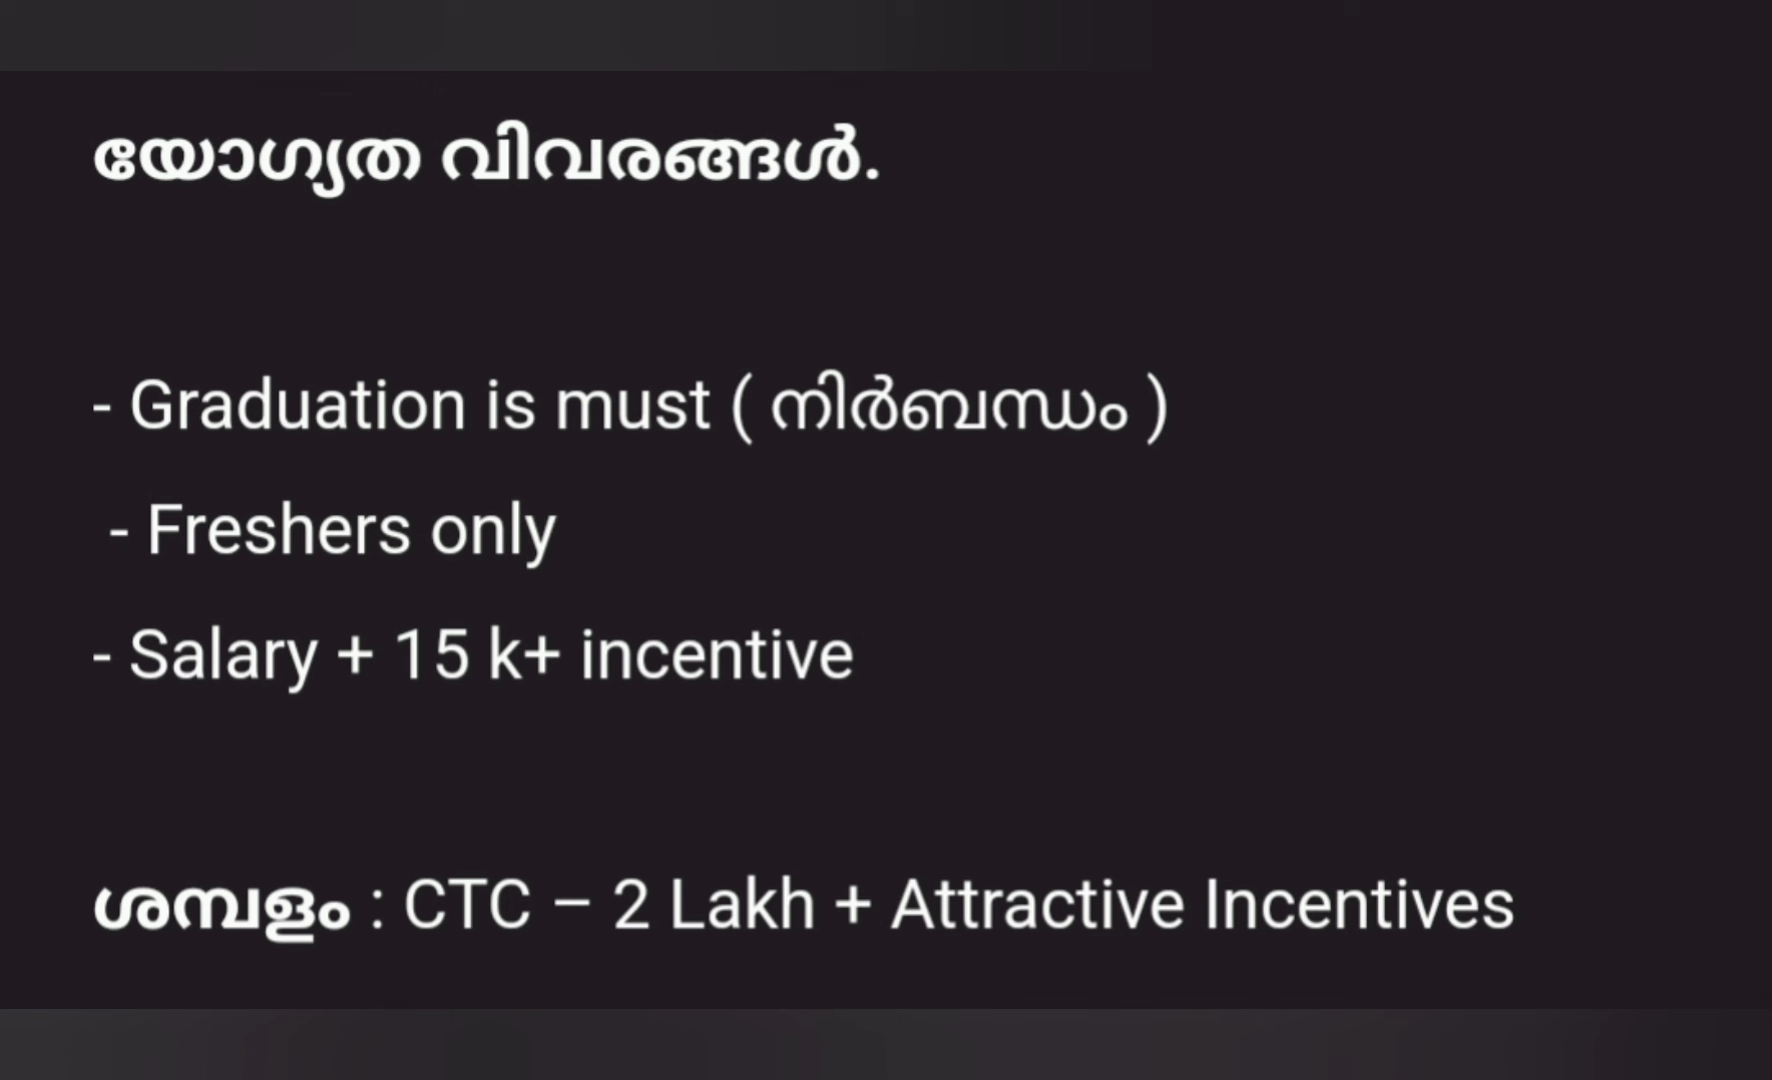 യോഗ്യത വിവരങ്ങൾ.
- Graduation is must ( നിർബന്ധം )
- Freshers only
- Salary + 15 k+ incentive
ശമ്പളം : CTC – 2 Lakh + Attractive Incentives